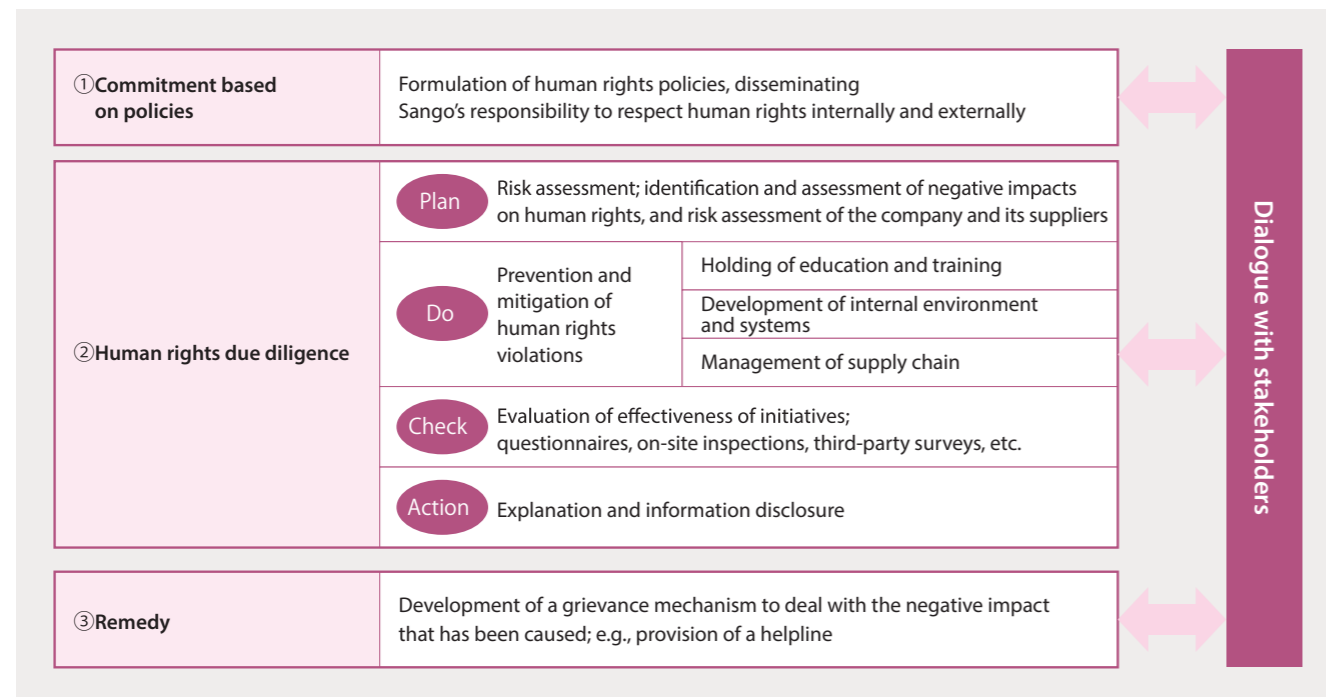 ①Commitment based
on policies
Formulation of human rights policies, disseminating
Sango's responsibility to respect human rights internally and externally
②Human rights due diligence
Plan
Risk assessment; identification and assessment of negative impacts
on human rights, and risk assessment of the company and its suppliers
Do
Prevention and
mitigation of
human rights
violations
Holding of education and training
Development of internal environment
and systems
Management of supply chain
Check
Evaluation of effectiveness of initiatives;
questionnaires, on-site inspections, third-party surveys, etc.
Action
Explanation and information disclosure
③Remedy
Development of a grievance mechanism to deal with the negative impact
that has been caused; e.g., provision of a helpline
Dialogue with stakeholders